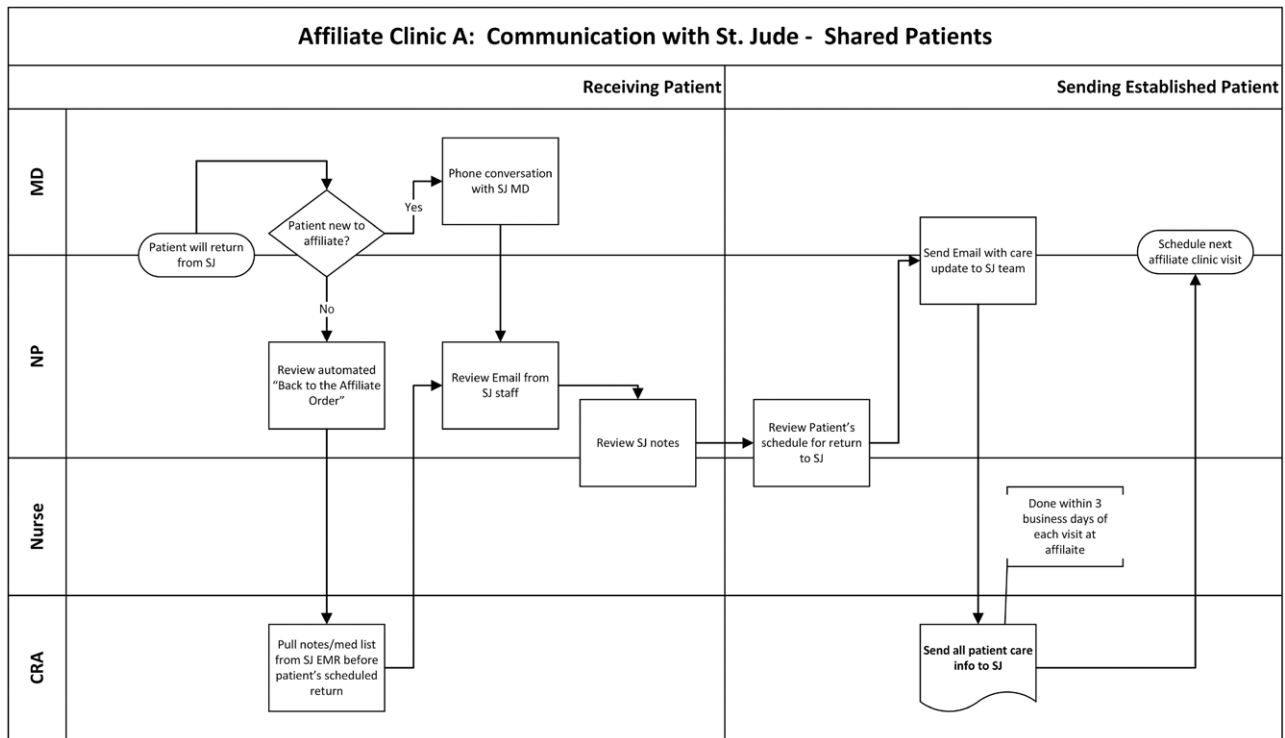 Affiliate Clinic A:  Communication with St. Jude -  Shared Patients
Receiving Patient
Sending Established Patient
MD
Patient will return
from SJ
Patient new to
affiliate?
Yes
No
Phone conversation
with SJ MD
Send Email with care
update to SJ team
Schedule next
affiliate clinic visit
NP
Review automated
“Back to the Affiliate
Order”
Review Email from
SJ staff
Review SJ notes
Review Patient’s
schedule for return
to SJ
Nurse
Done within 3
business days of
each visit at
affilaite
CRA
Pull notes/med list
from SJ EMR before
patient’s scheduled
return
Send all patient care
info to SJ